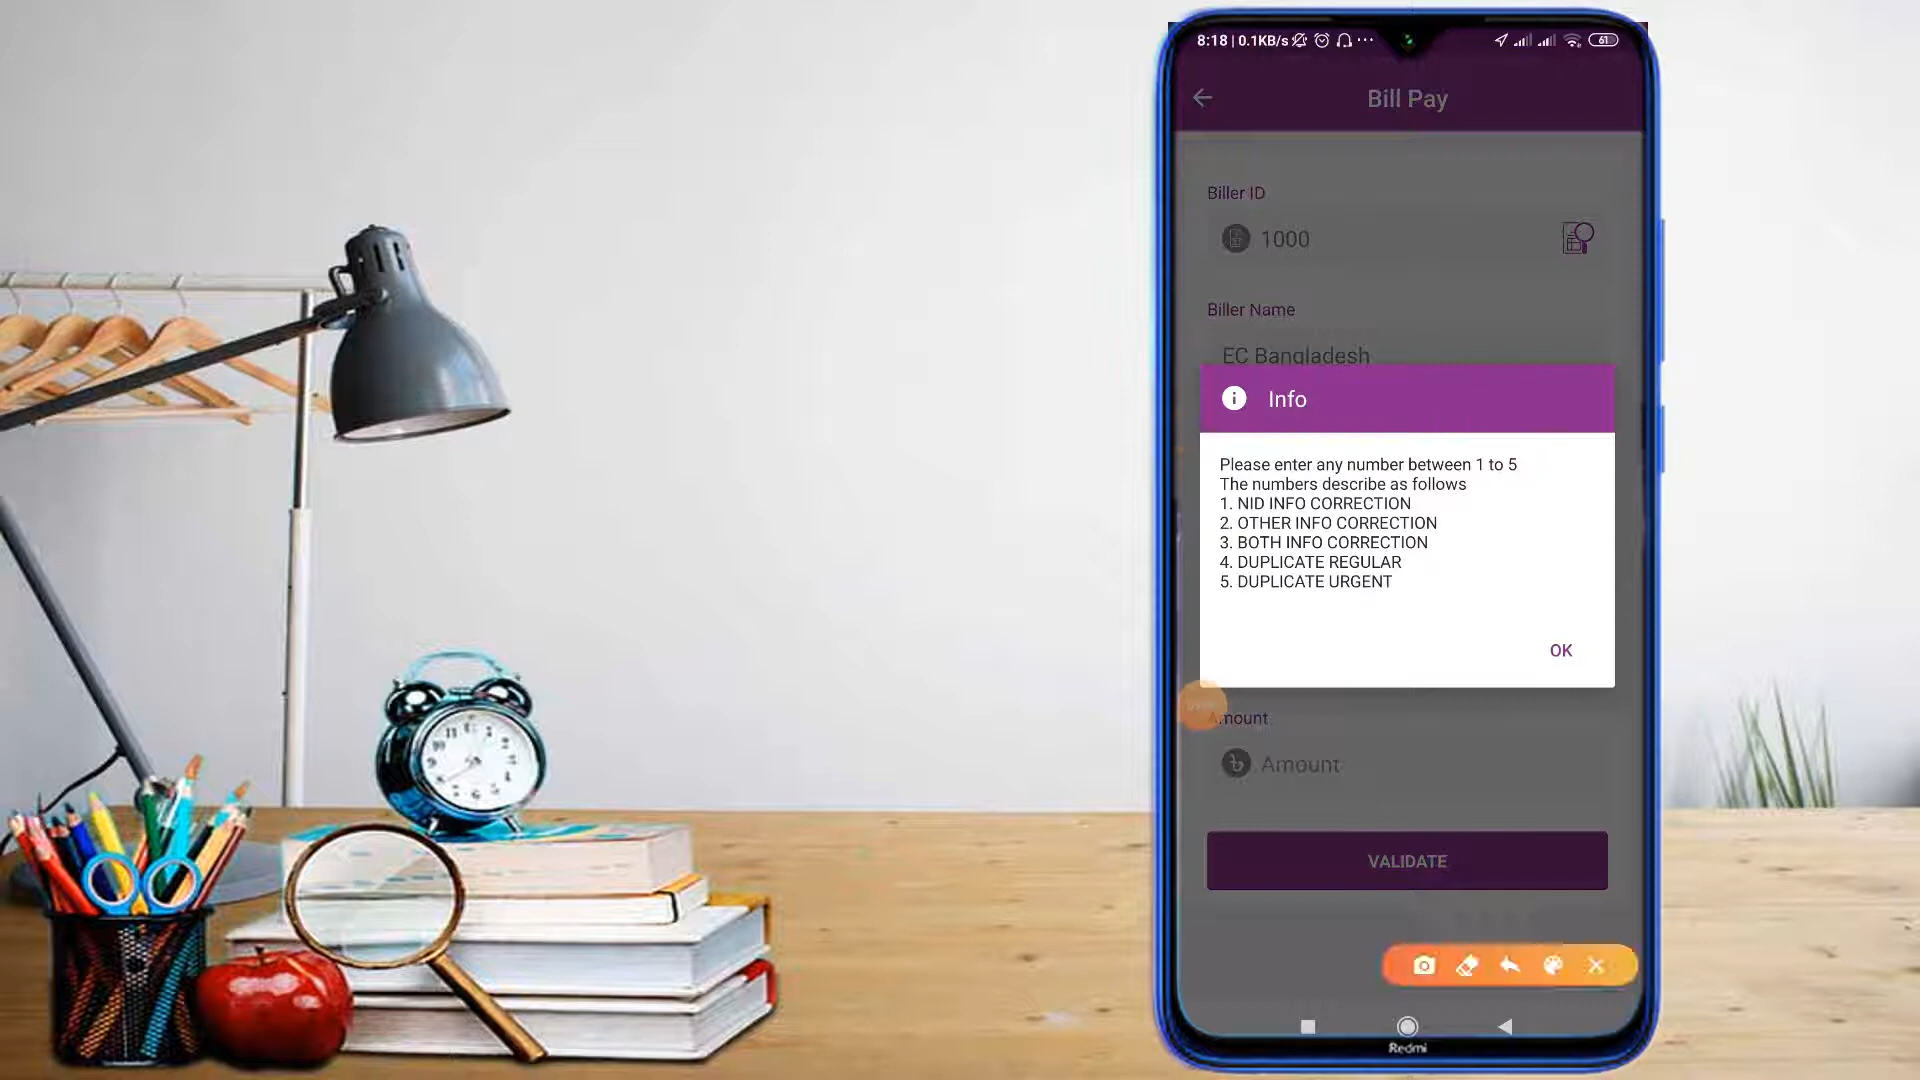 8:18 | 0.1KB/s
61
Bill Pay
Biller ID
1000
Biller Name
EC Bangladesh
Info
Please enter any number between 1 to 5
The numbers describe as follows
1. NID INFO CORRECTION
2. OTHER INFO CORRECTION
3. BOTH INFO CORRECTION
4. DUPLICATE REGULAR
5. DUPLICATE URGENT
OK
Amount
৳ Amount
VALIDATE
Redmi